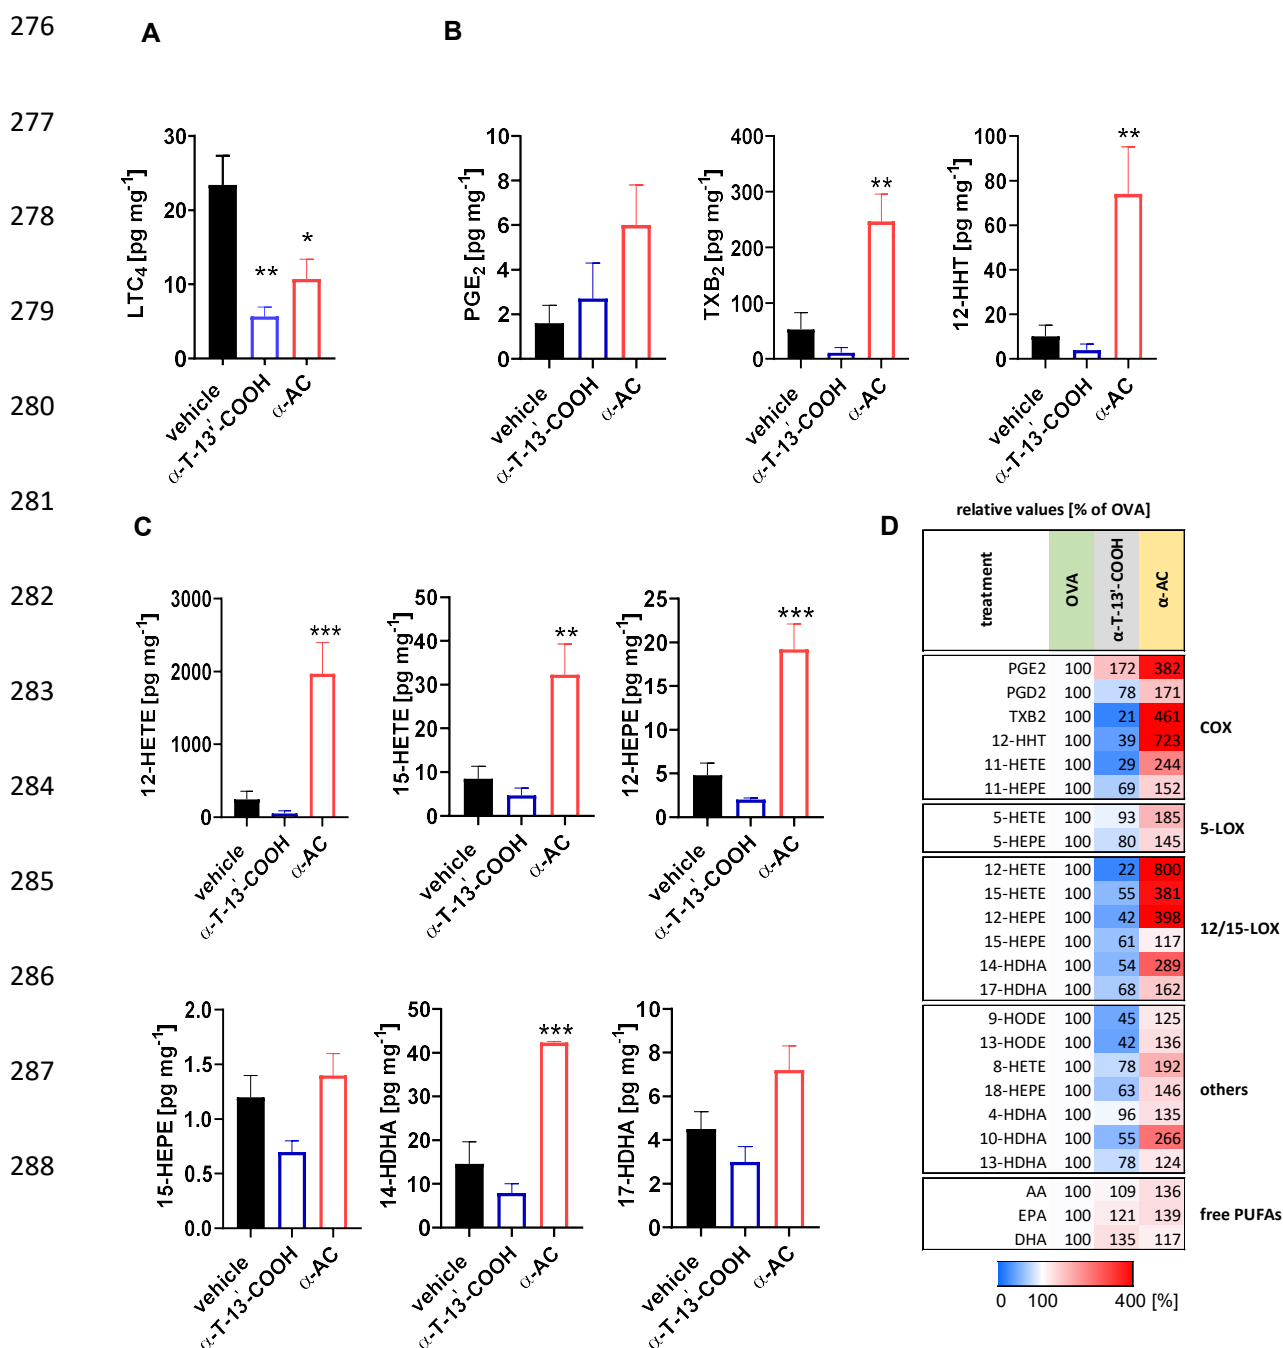 276
277
278
279
280
281
282
283
284
285
286
287
288
A
LTC4 [pg mg-1]
30
20
10
0
**
*
vehicle
α-T-13'-COOH
α-AC
B
PGE2 [pg mg-1]
10
8
6
4
2
0
vehicle
α-T-13'-COOH
α-AC
TXB2 [pg mg-1]
400
300
200
100
0
**
vehicle
α-T-13'-COOH
α-AC
12-HHT [pg mg-1]
100
80
60
40
20
0
**
vehicle
α-T-13'-COOH
α-AC
C
12-HETE [pg mg-1]
3000
2000
1000
0
***
vehicle
α-T-13'-COOH
α-AC
15-HETE [pg mg-1]
50
40
30
20
10
0
**
vehicle
α-T-13'-COOH
α-AC
12-HEPE [pg mg-1]
25
20
15
10
5
0
***
vehicle
α-T-13'-COOH
α-AC
15-HEPE [pg mg-1]
2.0
1.5
1.0
0.5
0.0
vehicle
α-T-13'-COOH
α-AC
14-HDHA [pg mg-1]
50
40
30
20
10
0
***
vehicle
α-T-13'-COOH
α-AC
17-HDHA [pg mg-1]
10
8
6
4
2
0
vehicle
α-T-13'-COOH
α-AC
D
relative values [% of OVA]
treatment OVA α-T-13'-COOH α-AC
PGE2 100 172 382
PGD2 100 78 171
TXB2 100 21 461
12-HHT 100 39 723
11-HETE 100 29 244
11-HEPE 100 69 152
COX
5-HETE 100 93 185
5-HEPE 100 80 145
5-LOX
12-HETE 100 22 800
15-HETE 100 55 381
12-HEPE 100 42 398
15-HEPE 100 61 117
14-HDHA 100 54 289
17-HDHA 100 68 162
12/15-LOX
9-HODE 100 45 125
13-HODE 100 42 136
8-HETE 100 78 192
18-HEPE 100 63 146
4-HDHA 100 96 135
10-HDHA 100 55 266
13-HDHA 100 78 124
others
AA 100 109 136
EPA 100 121 139
DHA 100 135 117
free PUFAs
0 100 400 [%]